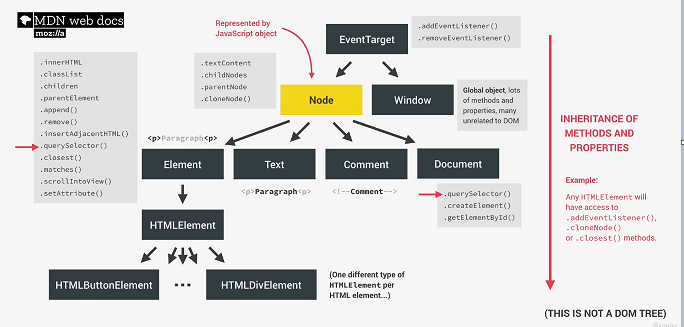 MDN web docs
moz://a
Represented by
JavaScript object
EventTarget
.addEventListener()
.removeEventListener()
.innerHTML
.classList
.children
.parentElement
.append()
.remove()
.insertAdjacentHTML()
.querySelector()
.closest()
.matches()
.scrollIntoView()
.setAttribute()
.textContent
.childNodes
.parentNode
.cloneNode()
Node
Window
Global object, lots
of methods and
properties, many
unrelated to DOM
INHERITANCE OF
METHODS AND
PROPERTIES
Example:
Any HTMLElement will
have access to
.addEventListener(),
.cloneNode()
or .closest() methods.
<p>Paragraph<p>
Element
Text
Comment
Document
<p>Paragraph<p>
<!--Comment-->
.querySelector()
.createElement()
.getElementById()
HTMLElement
HTMLButtonElement
...
HTMLDivElement
(One different type of
HTMLElement per
HTML element...)
(THIS IS NOT A DOM TREE)